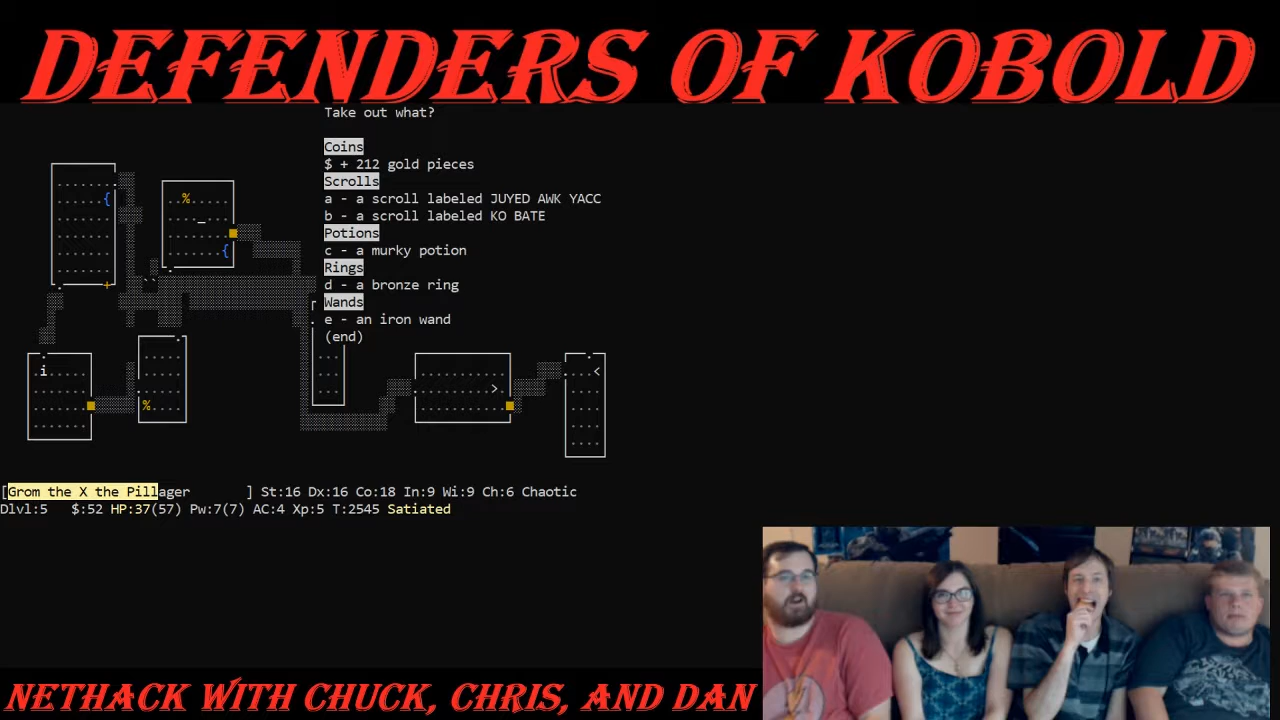 DEFENDERS OF KOBOLD
Take out what?
Coins
$ + 212 gold pieces
Scrolls
a - a scroll labeled JUYED AWK YACC
b - a scroll labeled KO BATE
Potions
c - a murky potion
Rings
d - a bronze ring
Wands
e - an iron wand
(end)
[Grom the X the Pillager ] St:16 Dx:16 Co:18 In:9 Wi:9 Ch:6 Chaotic
Dlvl:5 $:52 HP:37(57) Pw:7(7) AC:4 Xp:5 T:2545 Satiated
NETHACK WITH CHUCK, CHRIS, AND DAN